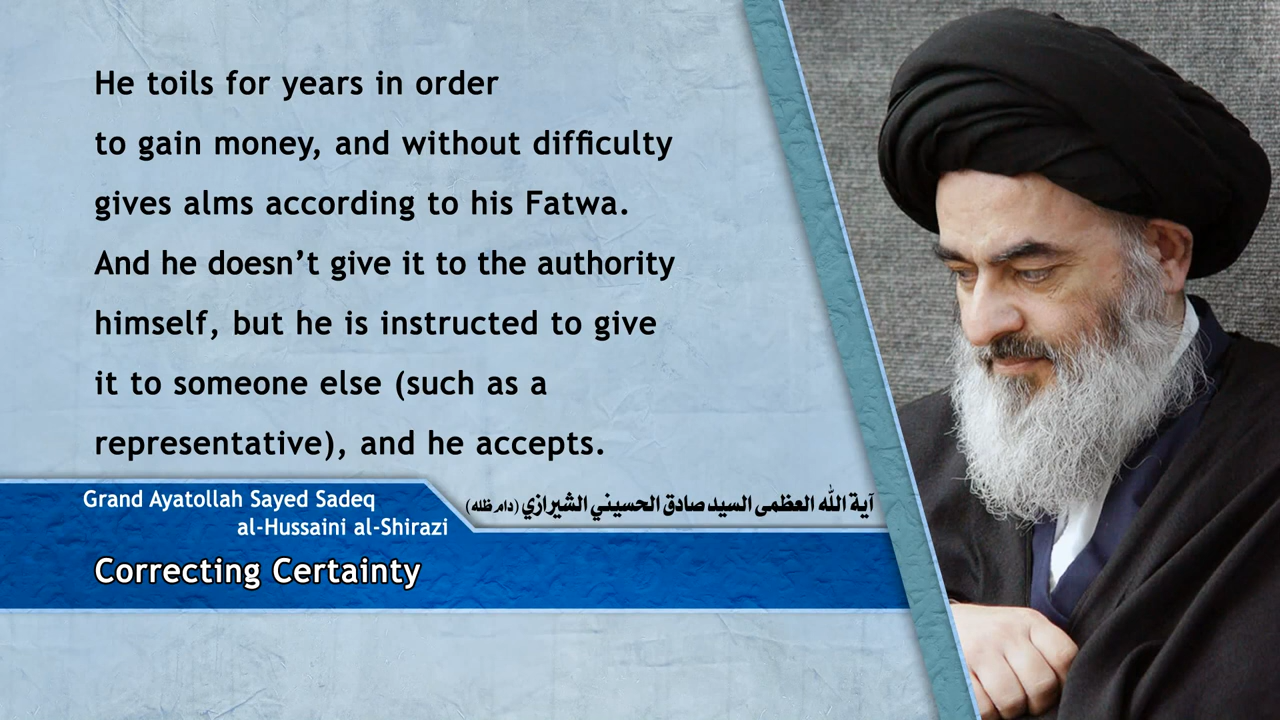 He toils for years in order
to gain money, and without difficulty
gives alms according to his Fatwa.
And he doesn’t give it to the authority
himself, but he is instructed to give
it to someone else (such as a
representative), and he accepts.
Grand Ayatollah Sayed Sadeq
al-Hussaini al-Shirazi
آية الله العظمى السيد صادق الحسيني الشيرازي (دام ظله)
Correcting Certainty